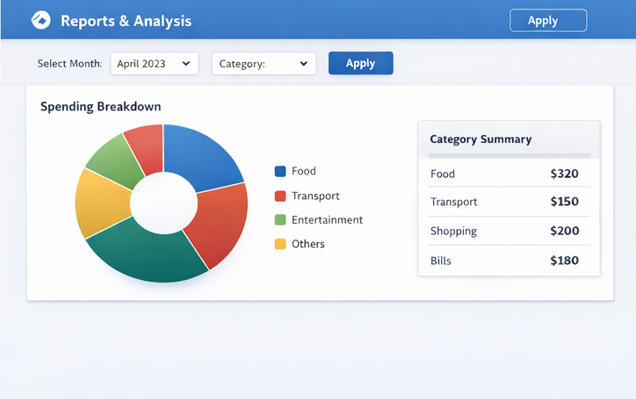 Reports & Analysis
Apply
Select Month:
April 2023
Category:
Apply
Spending Breakdown
Food
Transport
Entertainment
Others
Category Summary
Food $320
Transport $150
Shopping $200
Bills $180